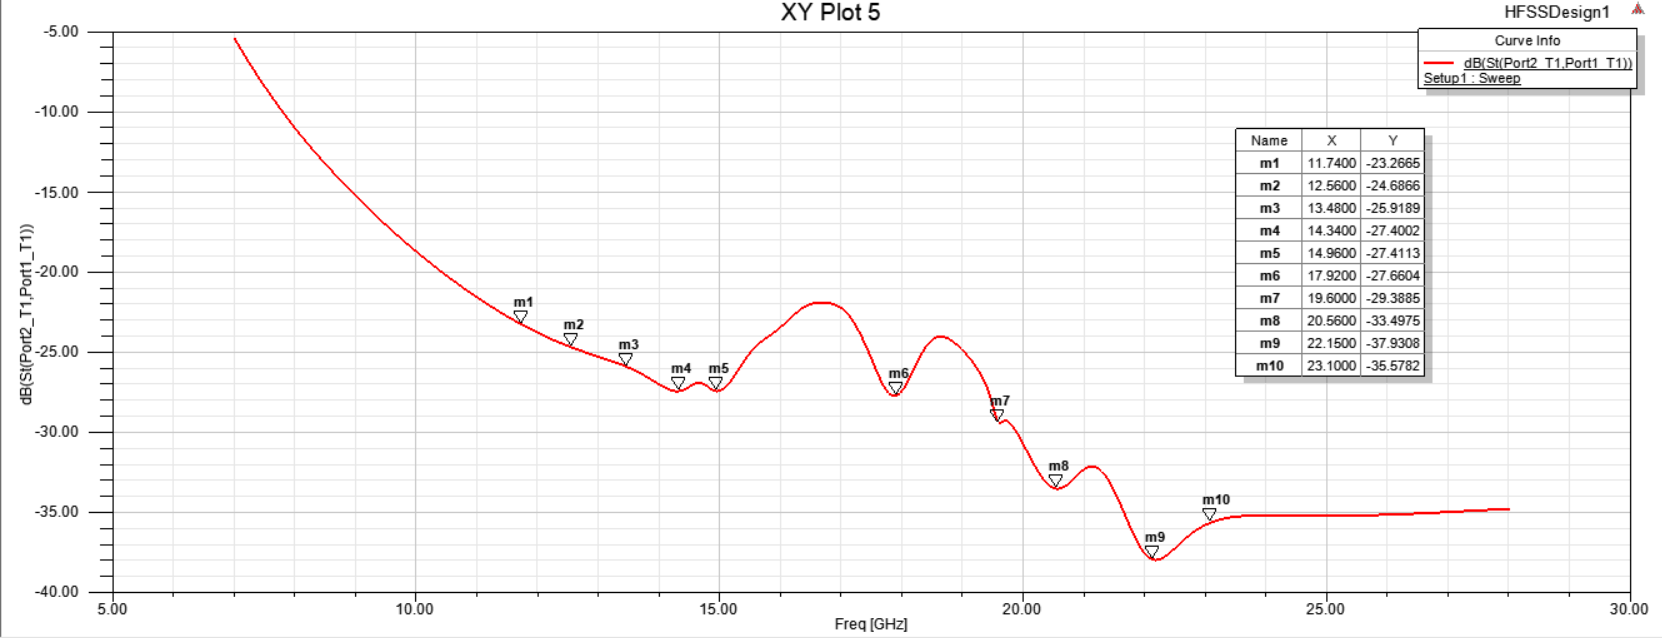 XY Plot 5
HFSSDesign1
Curve Info
dB(St(Port2_T1,Port1_T1))
Setup1 : Sweep
Name X Y
m1 11.7400 -23.2665
m2 12.5600 -24.6866
m3 13.4800 -25.9189
m4 14.3400 -27.4002
m5 14.9600 -27.4113
m6 17.9200 -27.6604
m7 19.6000 -29.3885
m8 20.5600 -33.4975
m9 22.1500 -37.9308
m10 23.1000 -35.5782
dB(St(Port2_T1,Port1_T1))
-5.00
-10.00
-15.00
-20.00
-25.00
-30.00
-35.00
-40.00
m1
m2
m3
m4
m5
m6
m7
m8
m9
m10
5.00 10.00 15.00 20.00 25.00 30.00
Freq [GHz]